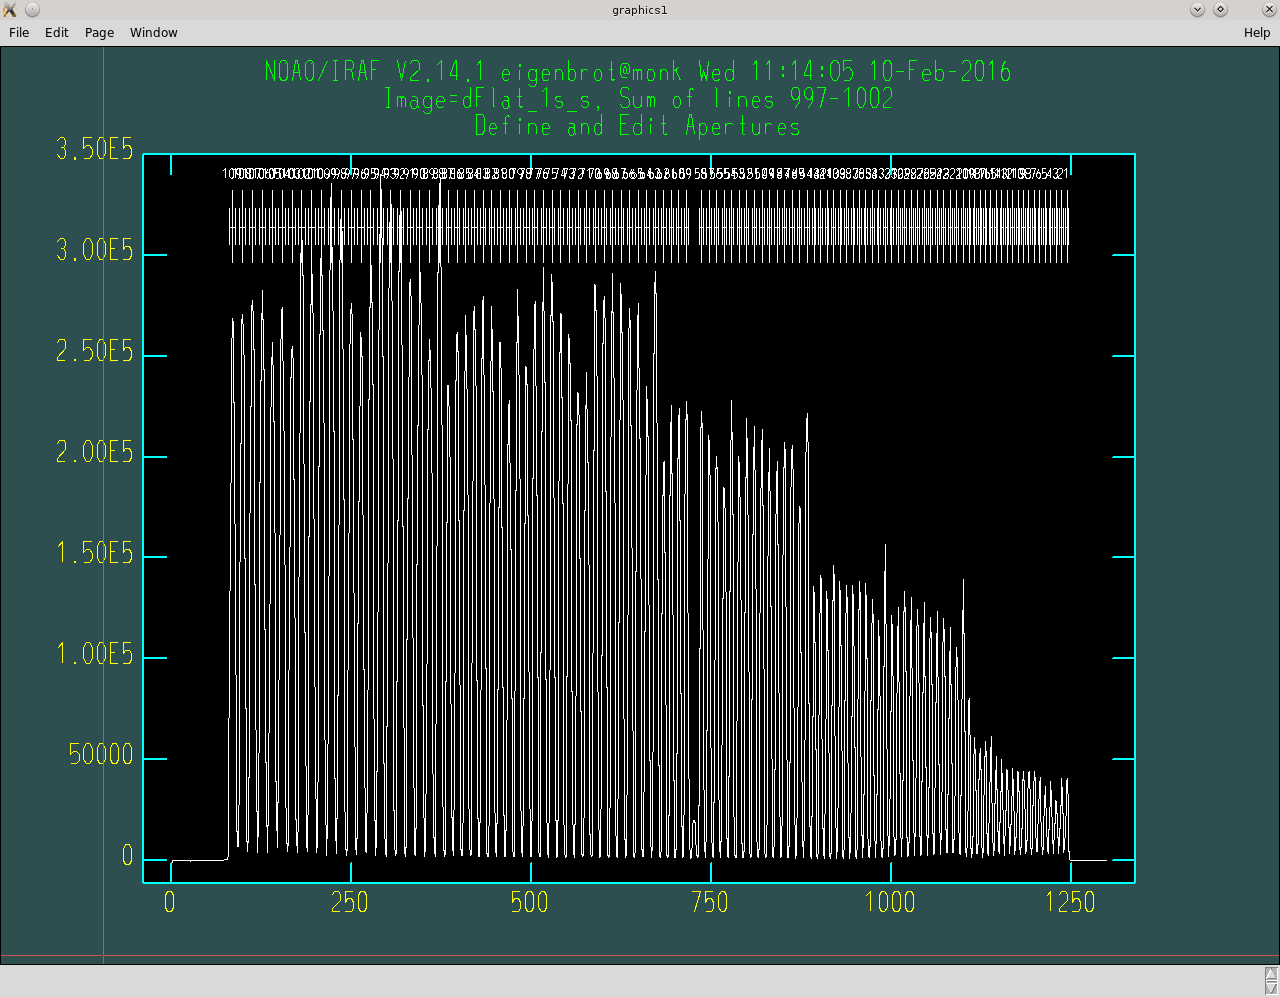 graphics1
File Edit Page Window Help
NOAO/IRAF V2.14.1 eigenbrot@monk Wed 11:14:05 10-Feb-2016
Image=dFlat_1s_s, Sum of lines 997-1002
Define and Edit Apertures
3.50E5
3.00E5
2.50E5
2.00E5
1.50E5
1.00E5
50000
0
0 250 500 750 1000 1250